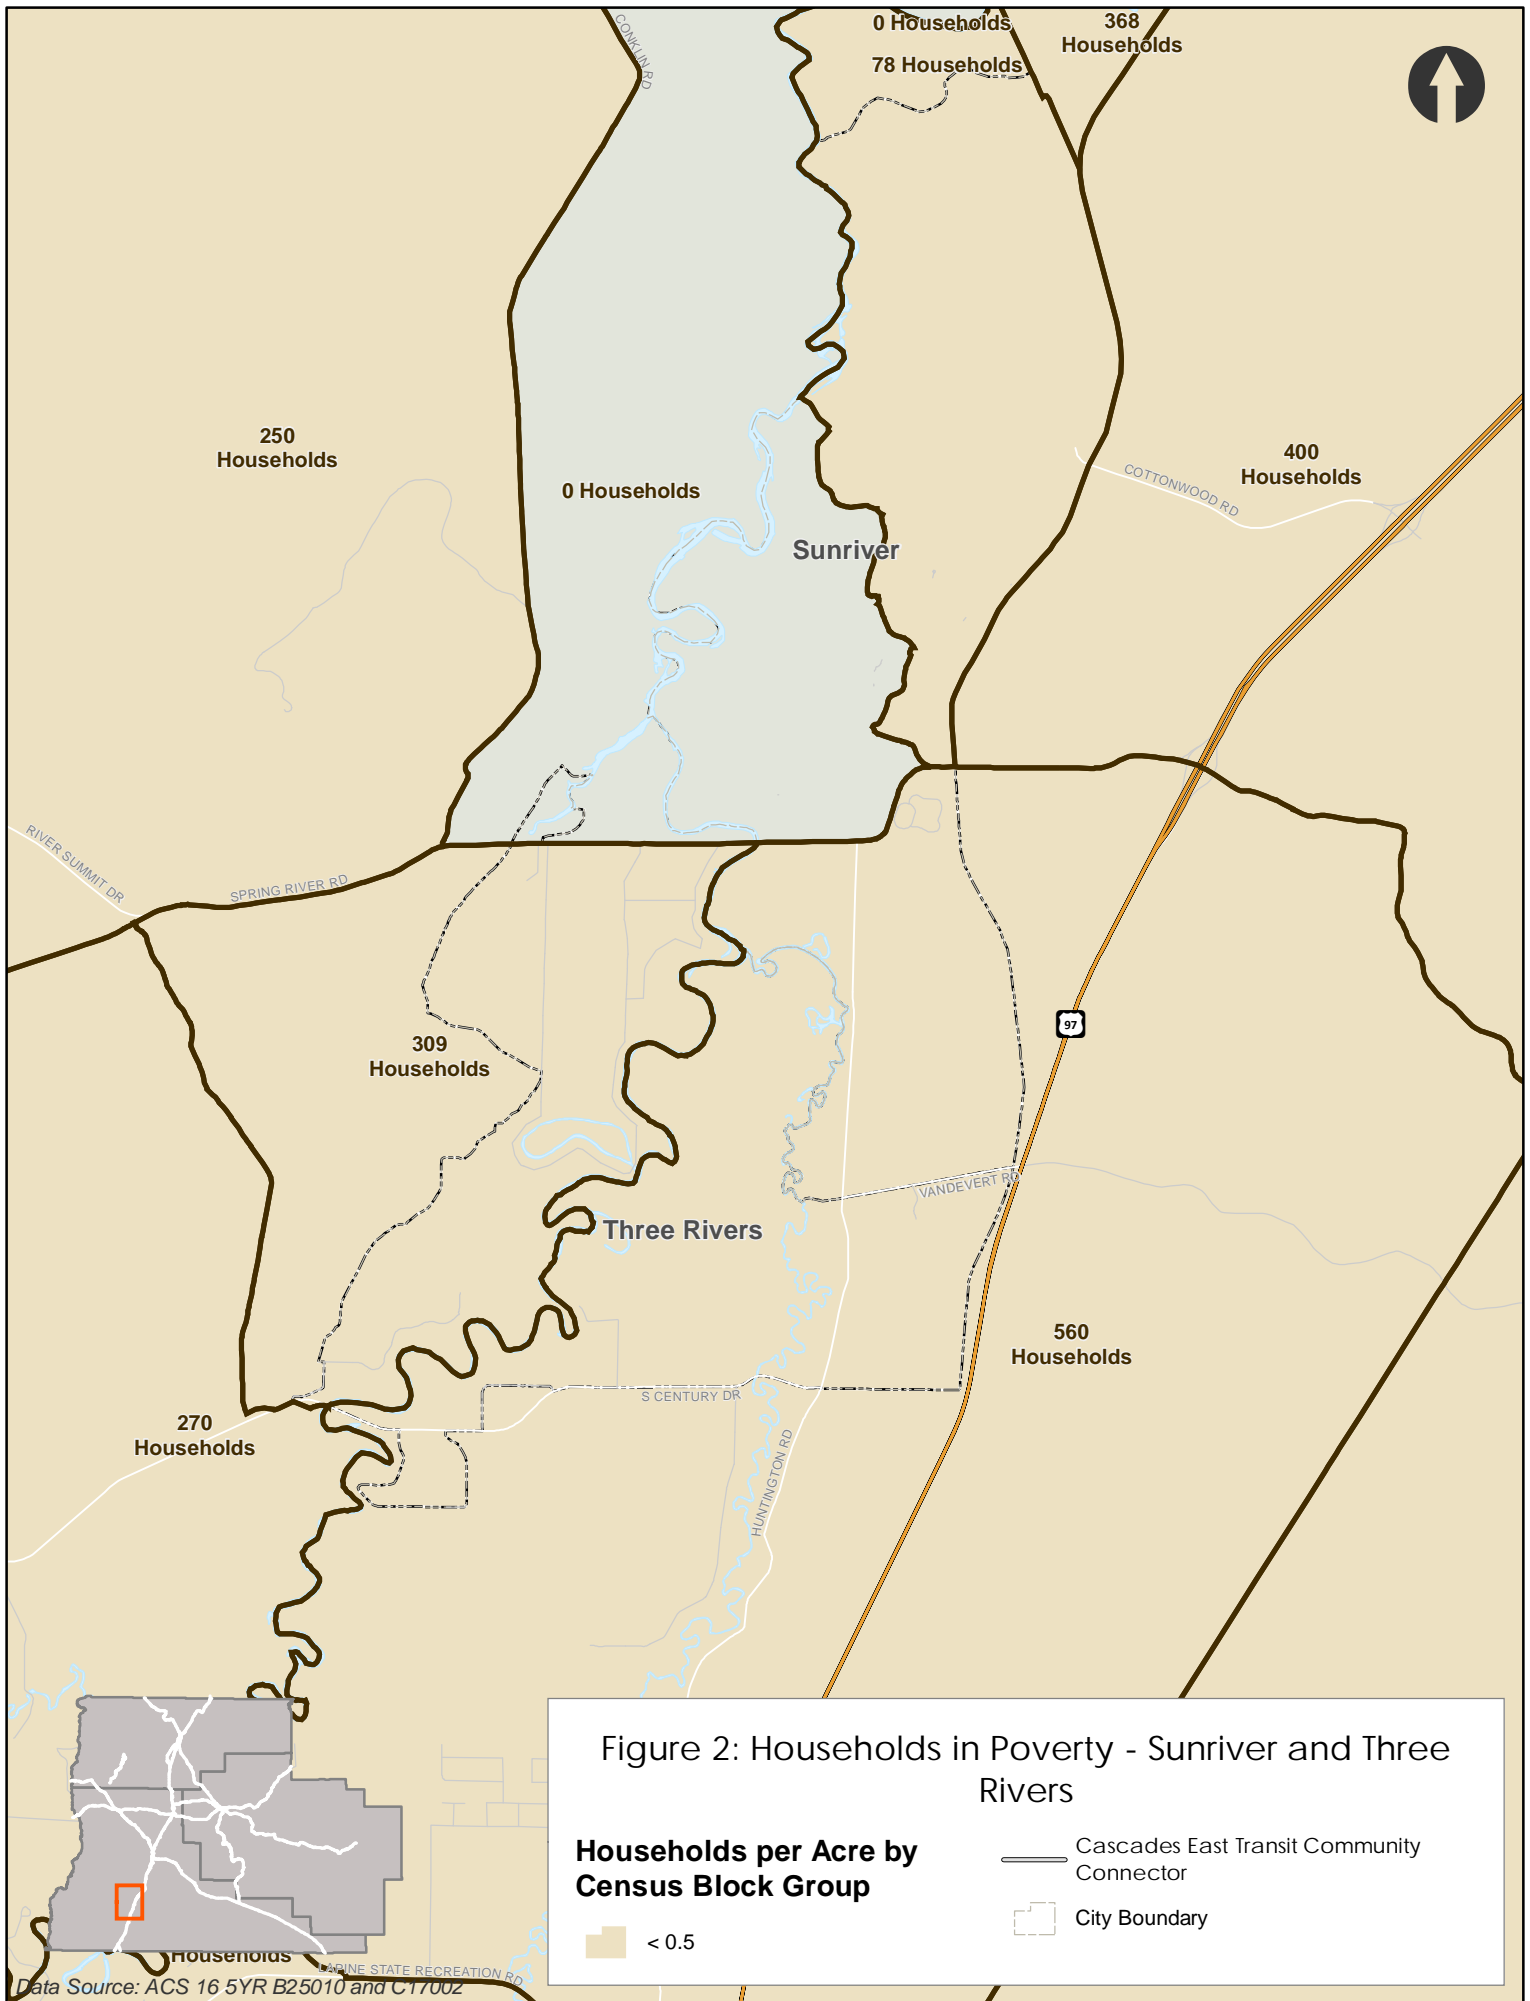 CONKLIN RD
0 Households
368
Households
78 Households
250
Households
0 Households
400
Households
COTTONWOOD RD
Sunriver
RIVER SUMMIT DR
SPRING RIVER RD
97
309
Households
VANDEVERT RD
Three Rivers
560
Households
S CENTURY DR
270
Households
HUNTINGTON RD
Figure 2: Households in Poverty - Sunriver and Three
Rivers
Households per Acre by
Census Block Group
< 0.5
Cascades East Transit Community
Connector
City Boundary
Households
LAPINE STATE RECREATION RD
Data Source: ACS 16 5YR B25010 and C17002